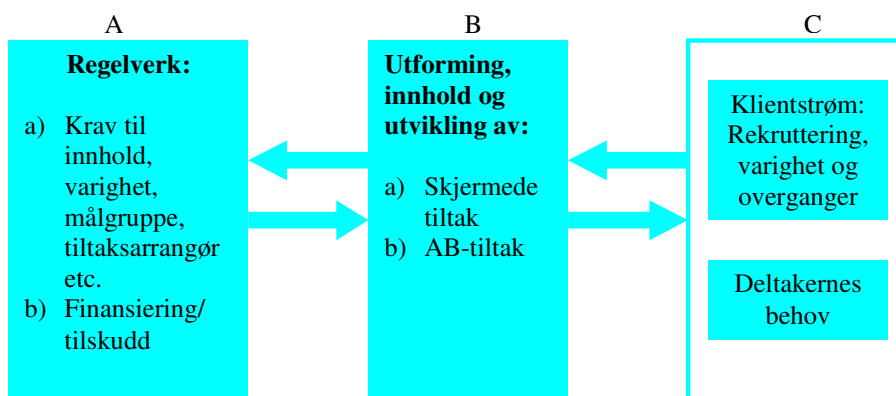 A
Regelverk:
a) Krav til
innhold,
varighet,
målgruppe,
tiltaksarrangør
etc.
b) Finansiering/
tilskudd
B
Utforming,
innhold og
utvikling av:
a) Skjermede
tiltak
b) AB-tiltak
C
Klientstrøm:
Rekruttering,
varighet og
overganger
Deltakernes
behov